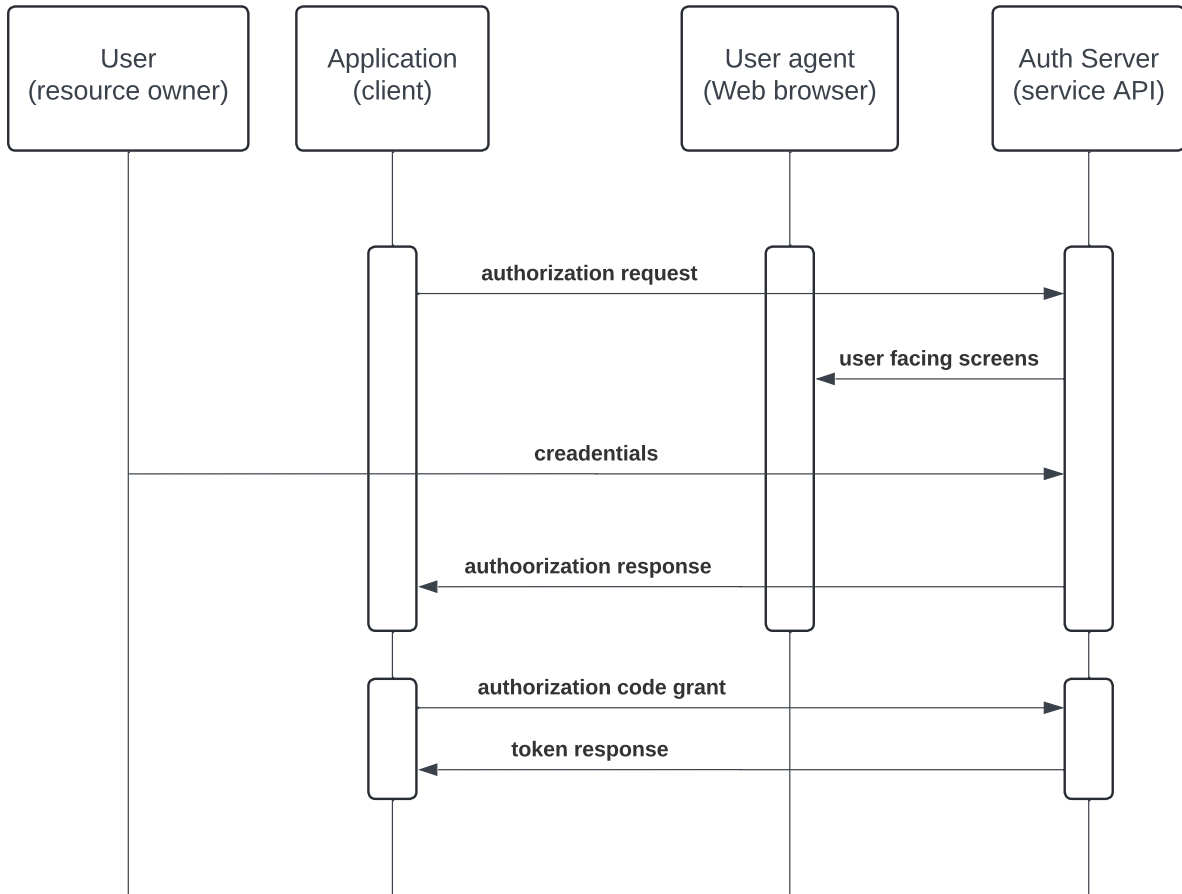 User
(resource owner)
Application
(client)
User agent
(Web browser)
Auth Server
(service API)
authorization request
user facing screens
creadentials
authoorization response
authorization code grant
token response